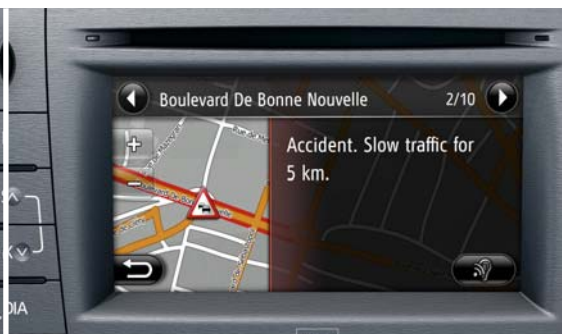 Boulevard De Bonne Nouvelle 2/10
Accident. Slow traffic for
5 km.
DIA